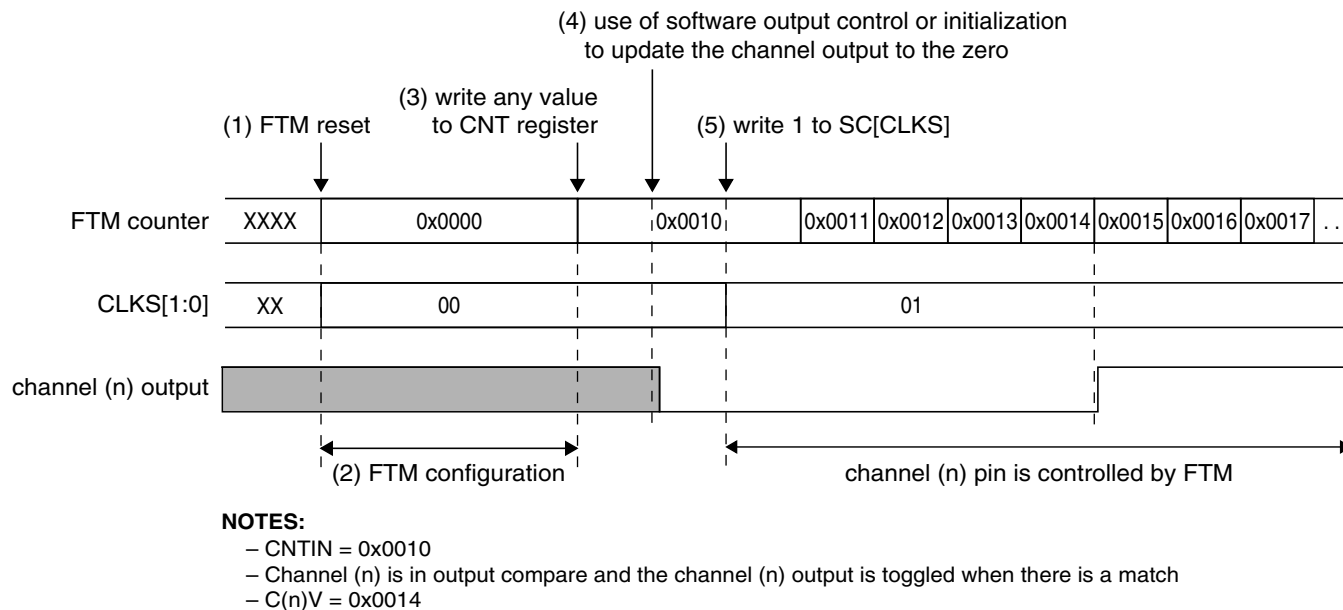 (4) use of software output control or initialization
to update the channel output to the zero
(3) write any value
to CNT register
(1) FTM reset
(5) write 1 to SC[CLKS]
FTM counter XXXX 0x0000 0x0010 0x0011 0x0012 0x0013 0x0014 0x0015 0x0016 0x0017 . .
CLKS[1:0] XX 00 01
channel (n) output
(2) FTM configuration
channel (n) pin is controlled by FTM
NOTES:
– CNTIN = 0x0010
– Channel (n) is in output compare and the channel (n) output is toggled when there is a match
– C(n)V = 0x0014